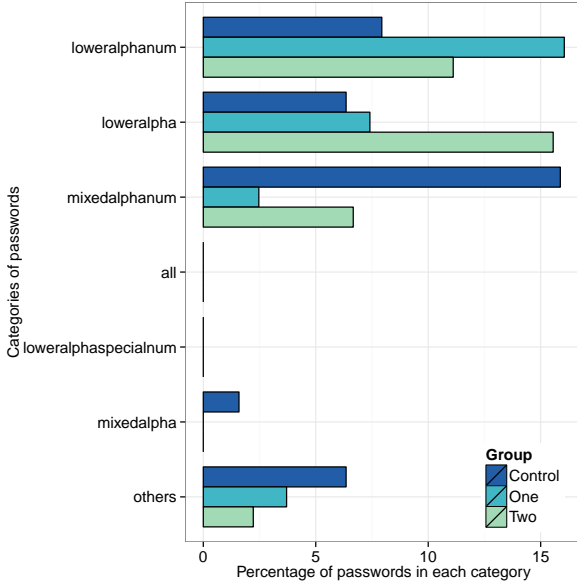 Categories of passwords
loweralphanum
loweralpha
mixedalphanum
all
loweralphaspecialnum
mixedalpha
others
Group
Control
One
Two
0 5 10 15
Percentage of passwords in each category